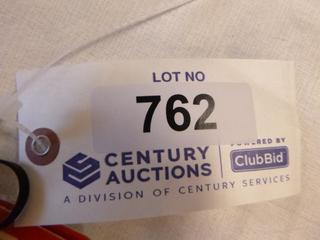 LOT NO
762
CENTURY AUCTIONS
POWERED BY
ClubBid
A DIVISION OF CENTURY SERVICES